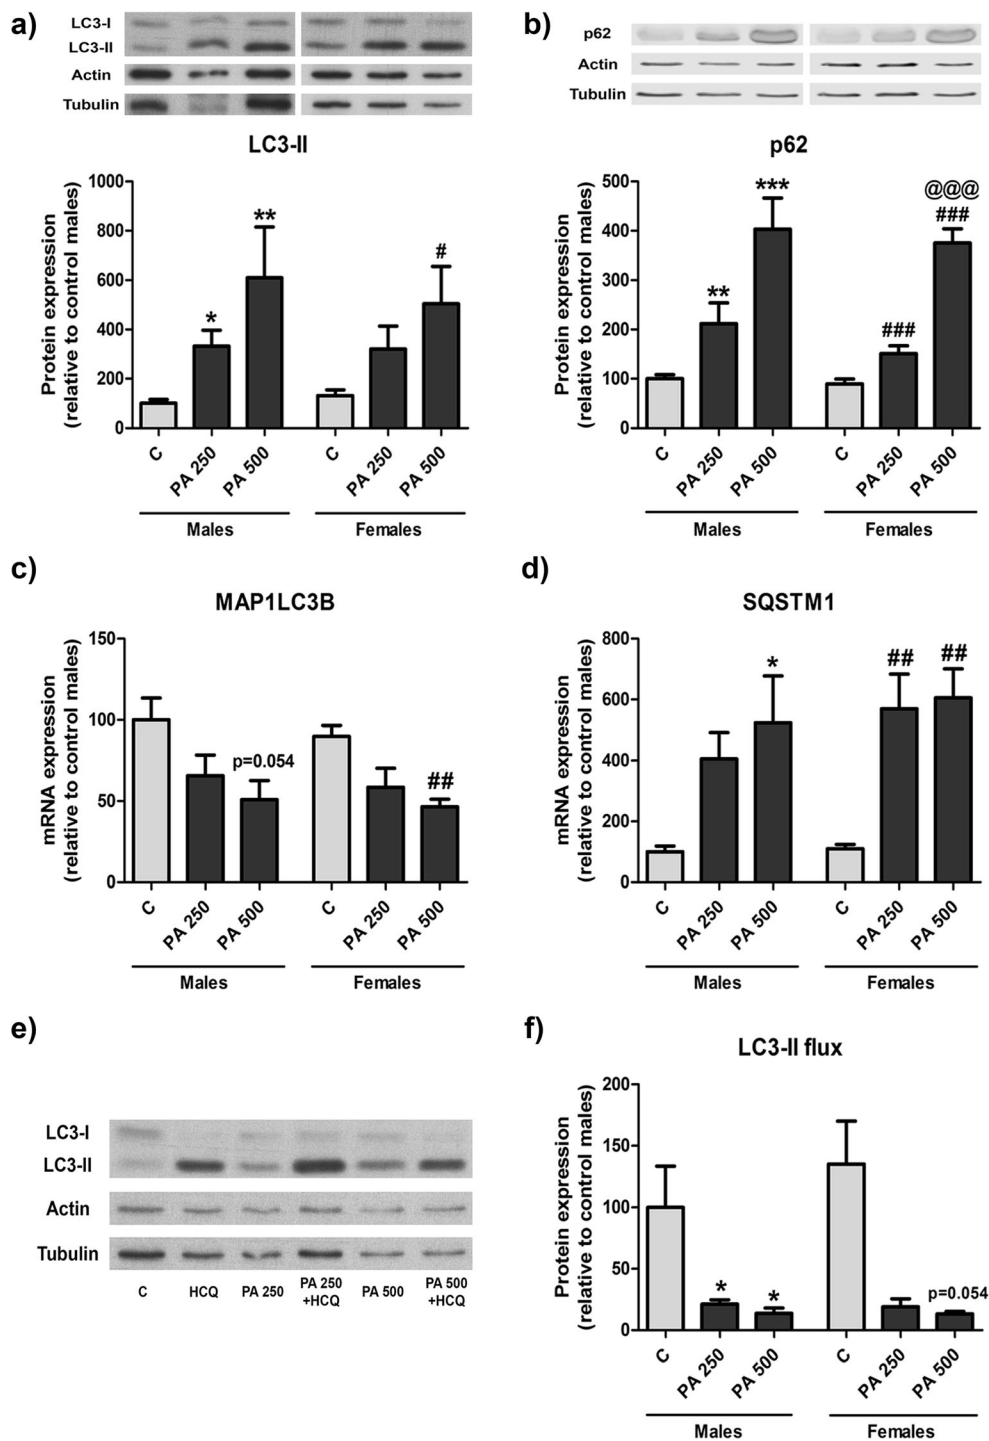 a)
LC3-I
LC3-II
Actin
Tubulin
LC3-II
Protein expression
(relative to control males)
1000
800
600
400
200
0
*
**
#
C
PA 250
PA 500
C
PA 250
PA 500
Males
Females
b)
p62
Actin
Tubulin
p62
Protein expression
(relative to control males)
500
400
300
200
100
0
**
***
###
@@@
###
C
PA 250
PA 500
C
PA 250
PA 500
Males
Females
c)
MAP1LC3B
mRNA expression
(relative to control males)
150
100
50
0
p=0.054
##
C
PA 250
PA 500
C
PA 250
PA 500
Males
Females
d)
SQSTM1
mRNA expression
(relative to control males)
800
600
400
200
0
*
##
##
C
PA 250
PA 500
C
PA 250
PA 500
Males
Females
e)
LC3-I
LC3-II
Actin
Tubulin
C
HCQ
PA 250
PA 250
+HCQ
PA 500
PA 500
+HCQ
f)
LC3-II flux
Protein expression
(relative to control males)
200
150
100
50
0
*
*
p=0.054
C
PA 250
PA 500
C
PA 250
PA 500
Males
Females